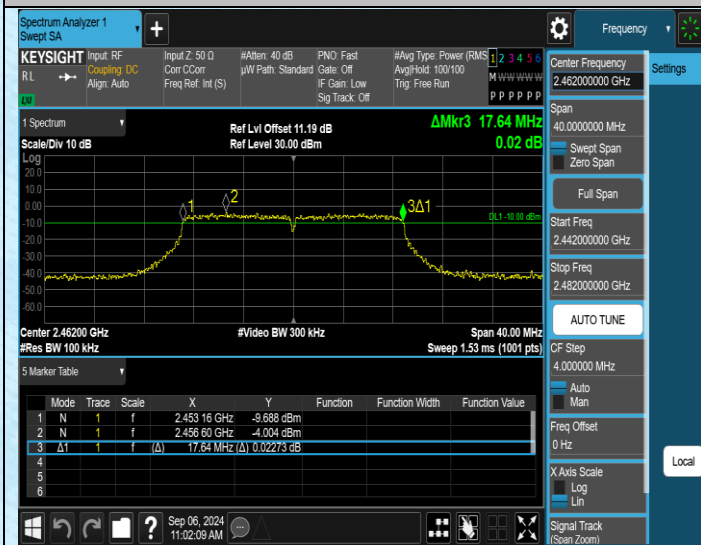 Spectrum Analyzer 1
Swept SA
+
Frequency
KEYSIGHT
RL
LXI
Input: RF
Coupling: DC
Align: Auto
Input Z: 50 Ω
Corr CCorr
Freq Ref: Int (S)
#Atten: 40 dB
µW Path: Standard
PNO: Fast
Gate: Off
IF Gain: Low
Sig Track: Off
#Avg Type: Power (RMS
Avg|Hold: 100/100
Trig: Free Run
1 2 3 4 5 6
M W W W W W
P P P P P P
1 Spectrum
Scale/Div 10 dB
Ref Lvl Offset 11.19 dB
Ref Level 30.00 dBm
ΔMkr3 17.64 MHz
0.02 dB
Log
20.0
10.0
0.00
-10.0
-20.0
-30.0
-40.0
-50.0
-60.0
1
2
3Δ1
DL1 -10.00 dBm
Center 2.46200 GHz
#Res BW 100 kHz
#Video BW 300 kHz
Span 40.00 MHz
Sweep 1.53 ms (1001 pts)
5 Marker Table
Mode Trace Scale X Y Function Function Width Function Value
1 N 1 f 2.453 16 GHz -9.688 dBm
2 N 1 f 2.456 60 GHz -4.004 dBm
3 Δ1 1 f (Δ) 17.64 MHz (Δ) 0.02273 dB
4
5
6
?
Sep 06, 2024
11:02:09 AM
Center Frequency
2.462000000 GHz
Settings
Span
40.0000000 MHz
Swept Span
Zero Span
Full Span
Start Freq
2.442000000 GHz
Stop Freq
2.482000000 GHz
AUTO TUNE
CF Step
4.000000 MHz
Auto
Man
Freq Offset
0 Hz
X Axis Scale
Log
Lin
Local
Signal Track
(Span Zoom)